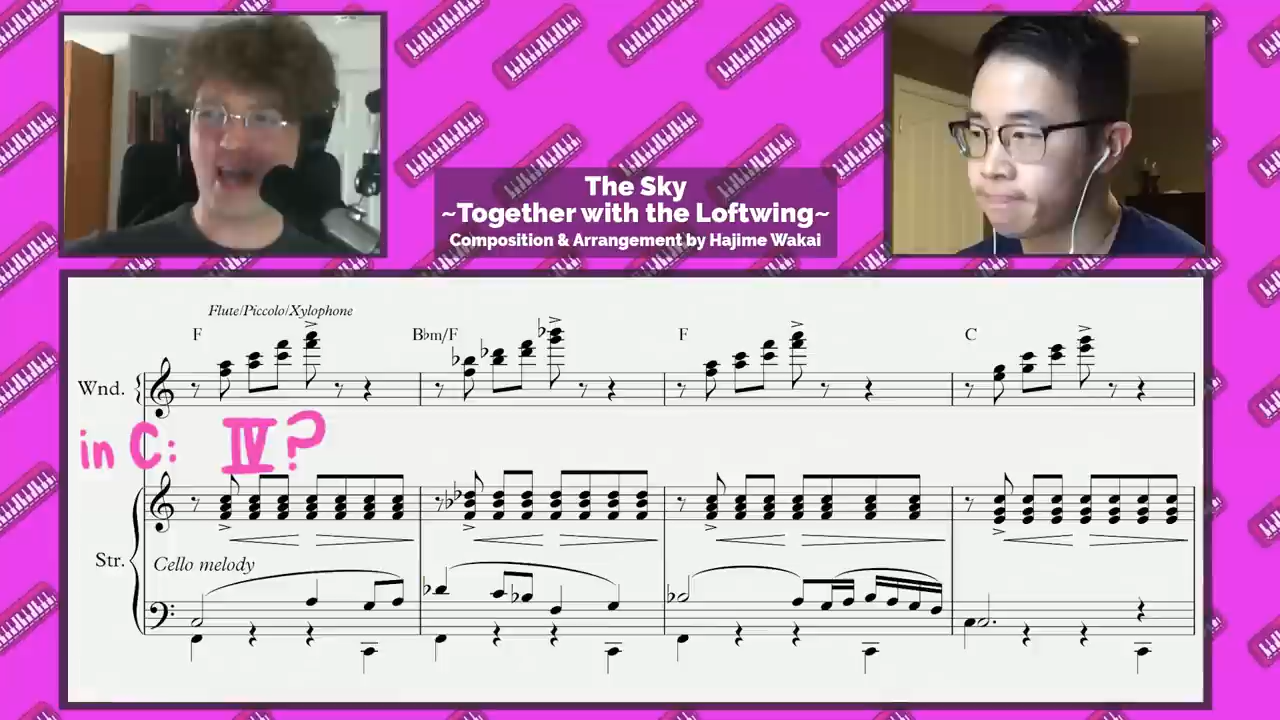 The Sky
~Together with the Loftwing~
Composition & Arrangement by Hajime Wakai
Flute/Piccolo/Xylophone
F B♭m/F F C
Wnd.
in C: IV?
Str.
Cello melody